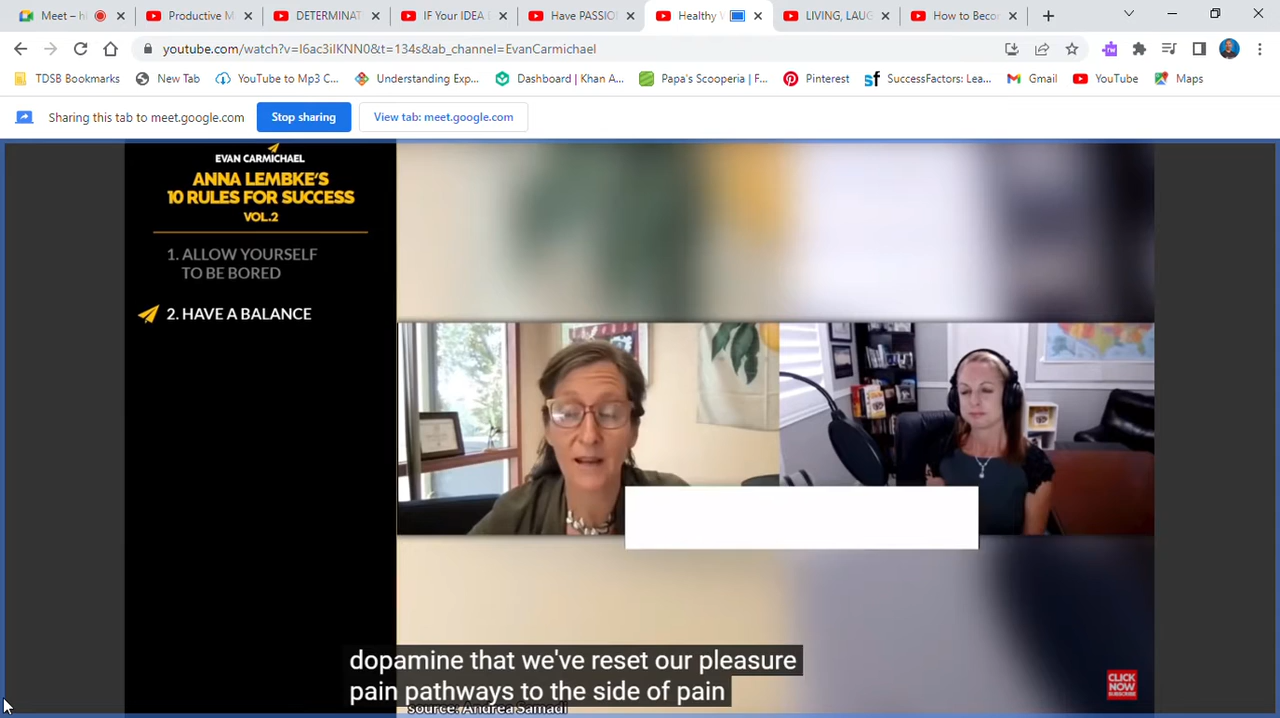 Meet – hi
Productive M
DETERMINAT
IF Your IDEA
Have PASSIO
Healthy
LIVING, LAUG
How to Becor
youtube.com/watch?v=I6ac3iIKNN0&t=134s&ab_channel=EvanCarmichael
TDSB Bookmarks
New Tab
YouTube to Mp3 C...
Understanding Exp...
Dashboard | Khan A...
Papa's Scooperia | F...
Pinterest
SuccessFactors: Lea...
Gmail
YouTube
Maps
Sharing this tab to meet.google.com
Stop sharing
View tab: meet.google.com
EVAN CARMICHAEL
ANNA LEMBKE'S
10 RULES FOR SUCCESS
VOL.2
1. ALLOW YOURSELF
TO BE BORED
2. HAVE A BALANCE
dopamine that we've reset our pleasure
pain pathways to the side of pain
source: Andrea Samadi
CLICK
NOW
SUBSCRIBE